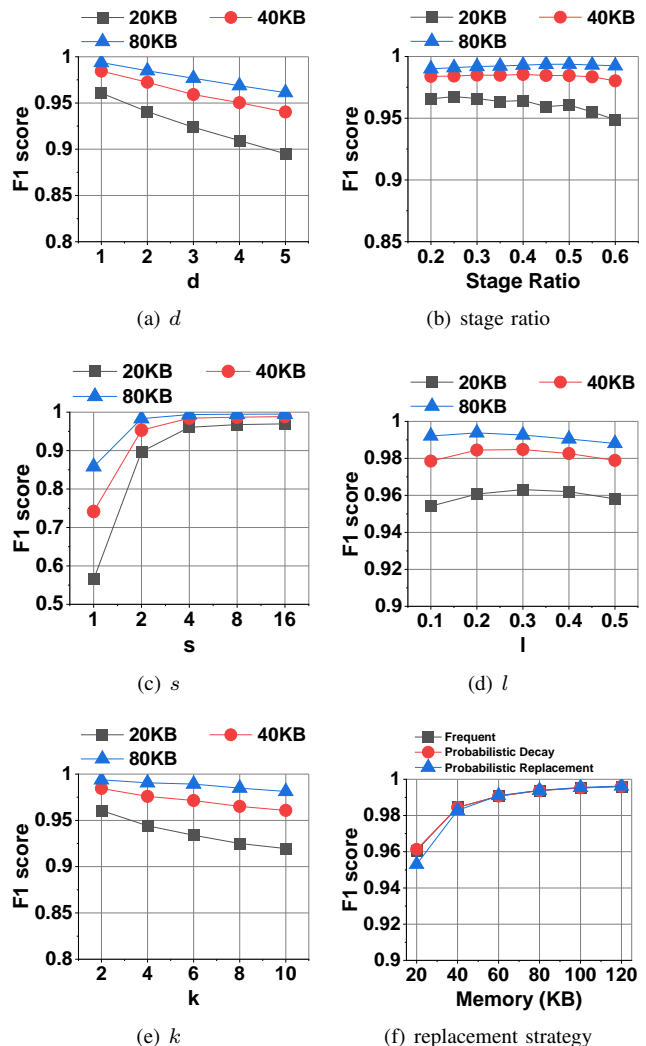 20KB 40KB
80KB
1
0.95
0.9
0.85
0.8
F1 score
1 2 3 4 5
d
(a) d
20KB 40KB
80KB
1
0.95
0.9
0.85
F1 score
0.2 0.3 0.4 0.5 0.6
Stage Ratio
(b) stage ratio
20KB 40KB
80KB
1
0.9
0.8
0.7
0.6
0.5
F1 score
1 2 4 8 16
s
(c) s
20KB 40KB
80KB
1
0.98
0.96
0.94
0.92
0.9
F1 score
0.1 0.2 0.3 0.4 0.5
l
(d) l
20KB 40KB
80KB
1
0.95
0.9
0.85
0.8
F1 score
2 4 6 8 10
k
(e) k
Frequent
Probabilistic Decay
Probabilistic Replacement
1
0.98
0.96
0.94
0.92
0.9
F1 score
20 40 60 80 100 120
Memory (KB)
(f) replacement strategy